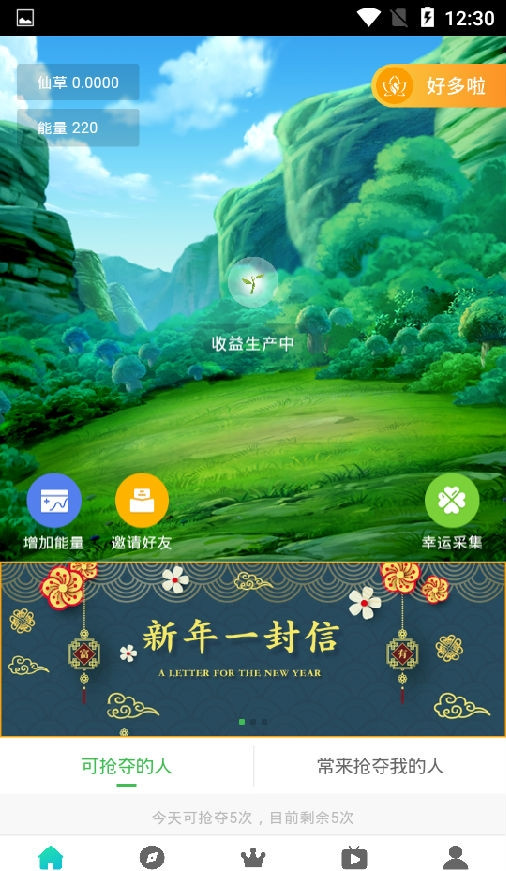 12:30
仙草 0.0000
好多啦
能量 220
收益生产中
增加能量
邀请好友
幸运采集
新年一封信
A LETTER FOR THE NEW YEAR
富
有
可抢夺的人
常来抢夺我的人
今天可抢夺5次，目前剩余5次